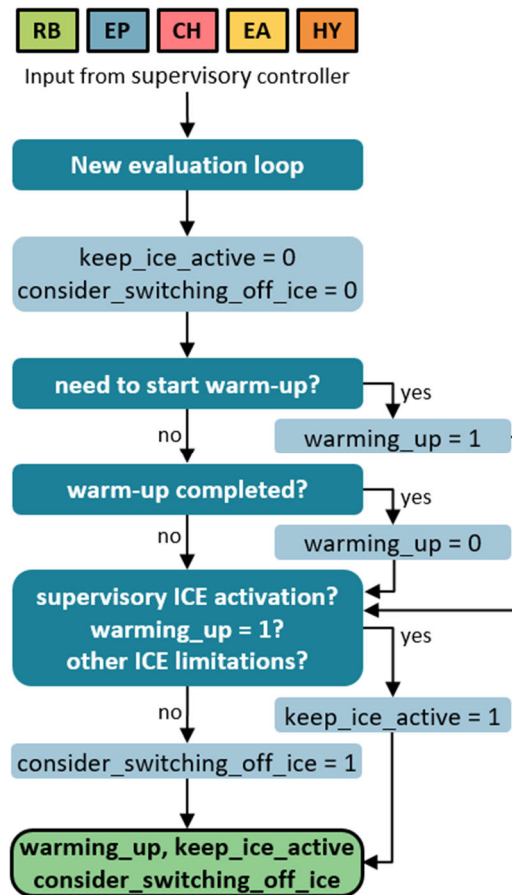 RB EP CH EA HY
Input from supervisory controller
New evaluation loop
keep_ice_active = 0
consider_switching_off_ice = 0
need to start warm-up?
yes
no
warming_up = 1
warm-up completed?
yes
no
warming_up = 0
supervisory ICE activation?
warming_up = 1?
other ICE limitations?
yes
no
keep_ice_active = 1
consider_switching_off_ice = 1
warming_up, keep_ice_active
consider_switching_off_ice